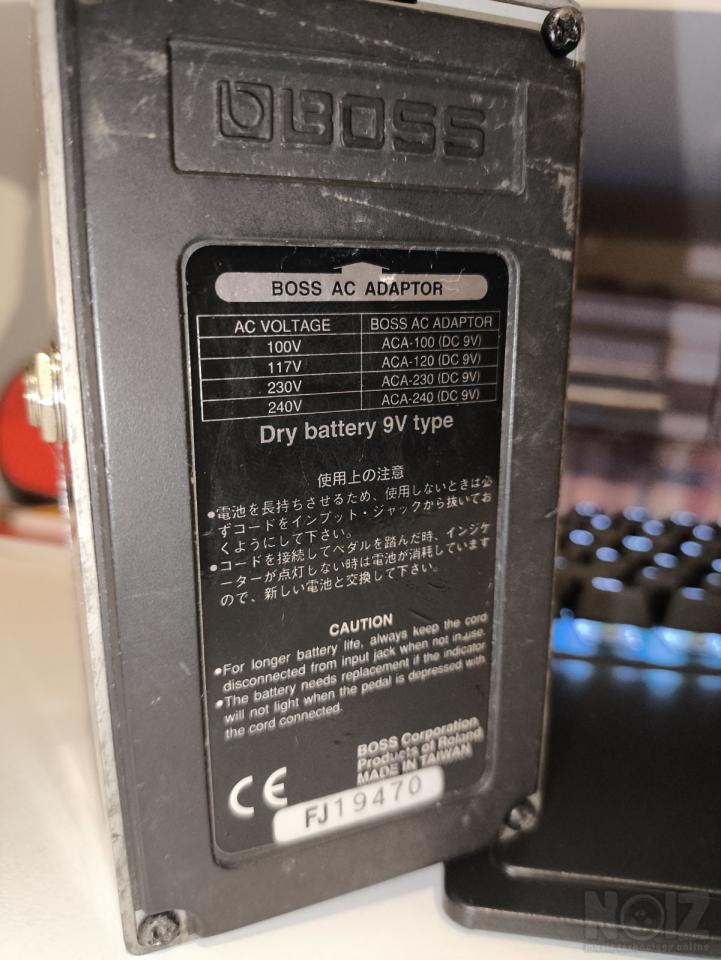 BOSS
BOSS AC ADAPTOR
AC VOLTAGE BOSS AC ADAPTOR
100V ACA-100 (DC 9V)
117V ACA-120 (DC 9V)
230V ACA-230 (DC 9V)
240V ACA-240 (DC 9V)
Dry battery 9V type
使用上の注意
●電池を長持ちさせるため、使用しないときは必
ずコードをインプット・ジャックから抜いてお
くようにして下さい。
●コードを接続してペダルを踏んだ時、インジケ
ーターが点灯しない時は電池が消耗しています
ので、新しい電池と交換して下さい。
CAUTION
●For longer battery life, always keep the cord
disconnected from input jack when not in use.
●The battery needs replacement if the indicator
will not light when the pedal is depressed with
the cord connected.
BOSS Corporation
Products of Roland
MADE IN TAIWAN
CE
FJ19470
NOIZ
music technology online